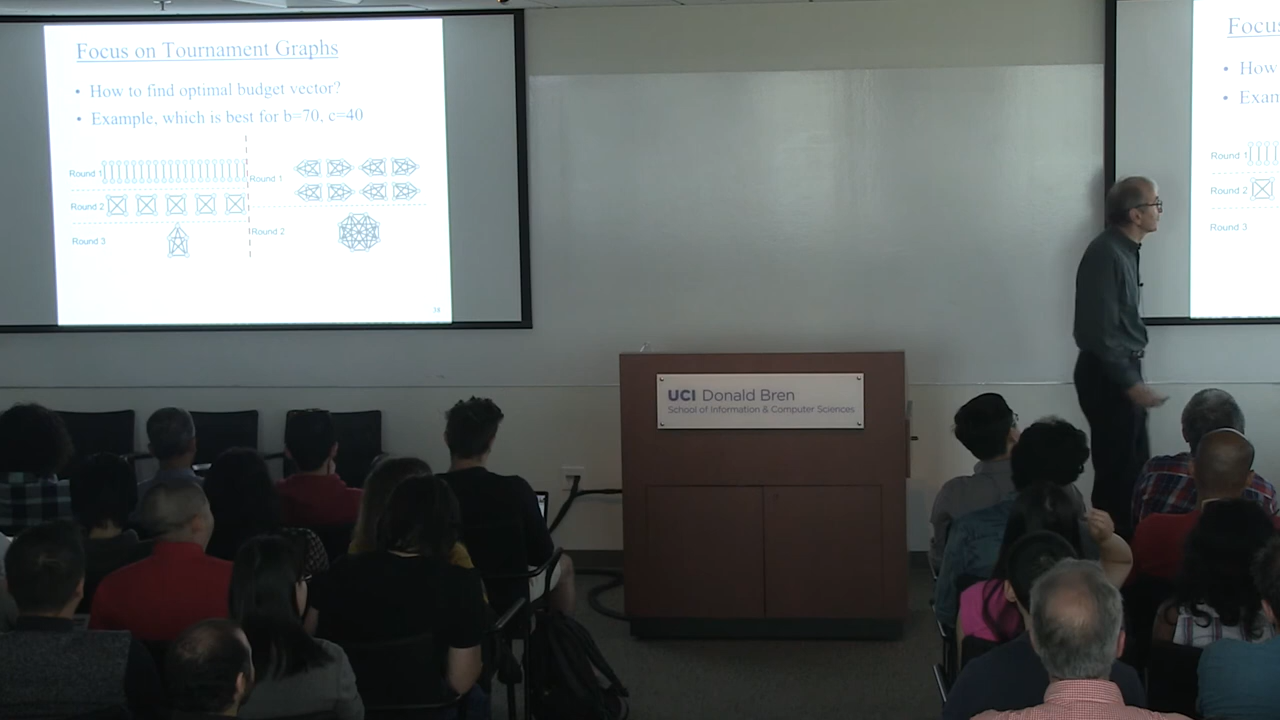 Focus on Tournament Graphs
• How to find optimal budget vector?
• Example, which is best for b=70, c=40
Round 1
Round 1
Round 2
Round 2
Round 3
UCI Donald Bren
School of Information & Computer Sciences
Focus
• How
• Exam
Round 1
Round 2
Round 3